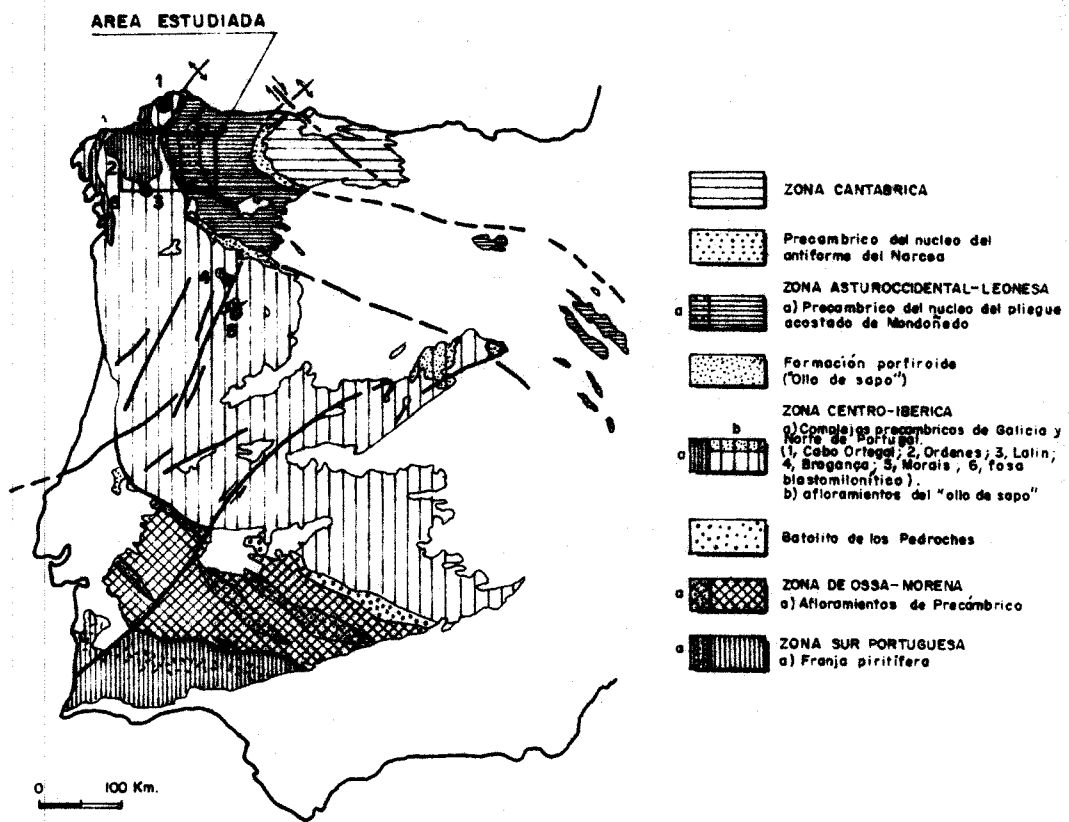 AREA ESTUDIADA
1
2
3
4
5
6
0 100 Km.
ZONA CANTABRICA
Precambrico del nucleo del
antiforme del Narcea
ZONA ASTUROCCIDENTAL-LEONESA
a
a) Precambrico del nucleo del pliegue
acostado de Mondoñedo
Formación porfiroide
("Ollo de sapo")
ZONA CENTRO-IBERICA
b
a) Complejos precambricos de Galicia y
Norte de Portugal.
(1, Cabo Ortegal; 2, Ordenes; 3, Lalin;
a
4, Bragança; 5, Morais, 6, fosa
blastomilonítica).
b) afloramientos del "ollo de sapo"
Batolito de los Pedroches
ZONA DE OSSA-MORENA
a
a) Afloramientos de Precámbrico
ZONA SUR PORTUGUESA
a
a) Franja piritífera